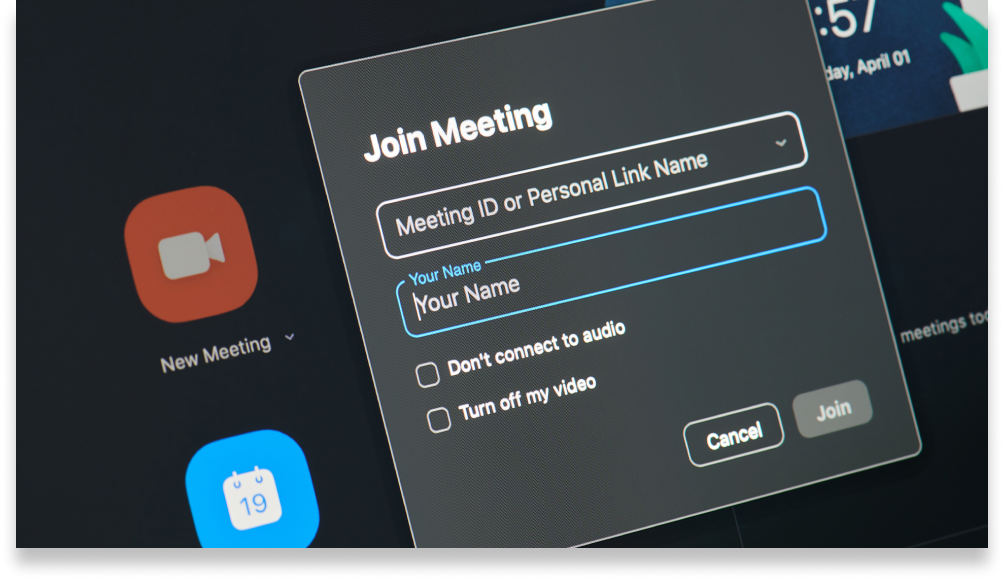 :57
day, April 01
Join Meeting
Meeting ID or Personal Link Name
Your Name
Your Name
Don't connect to audio
Turn off my video
Cancel
Join
New Meeting
19
meetings